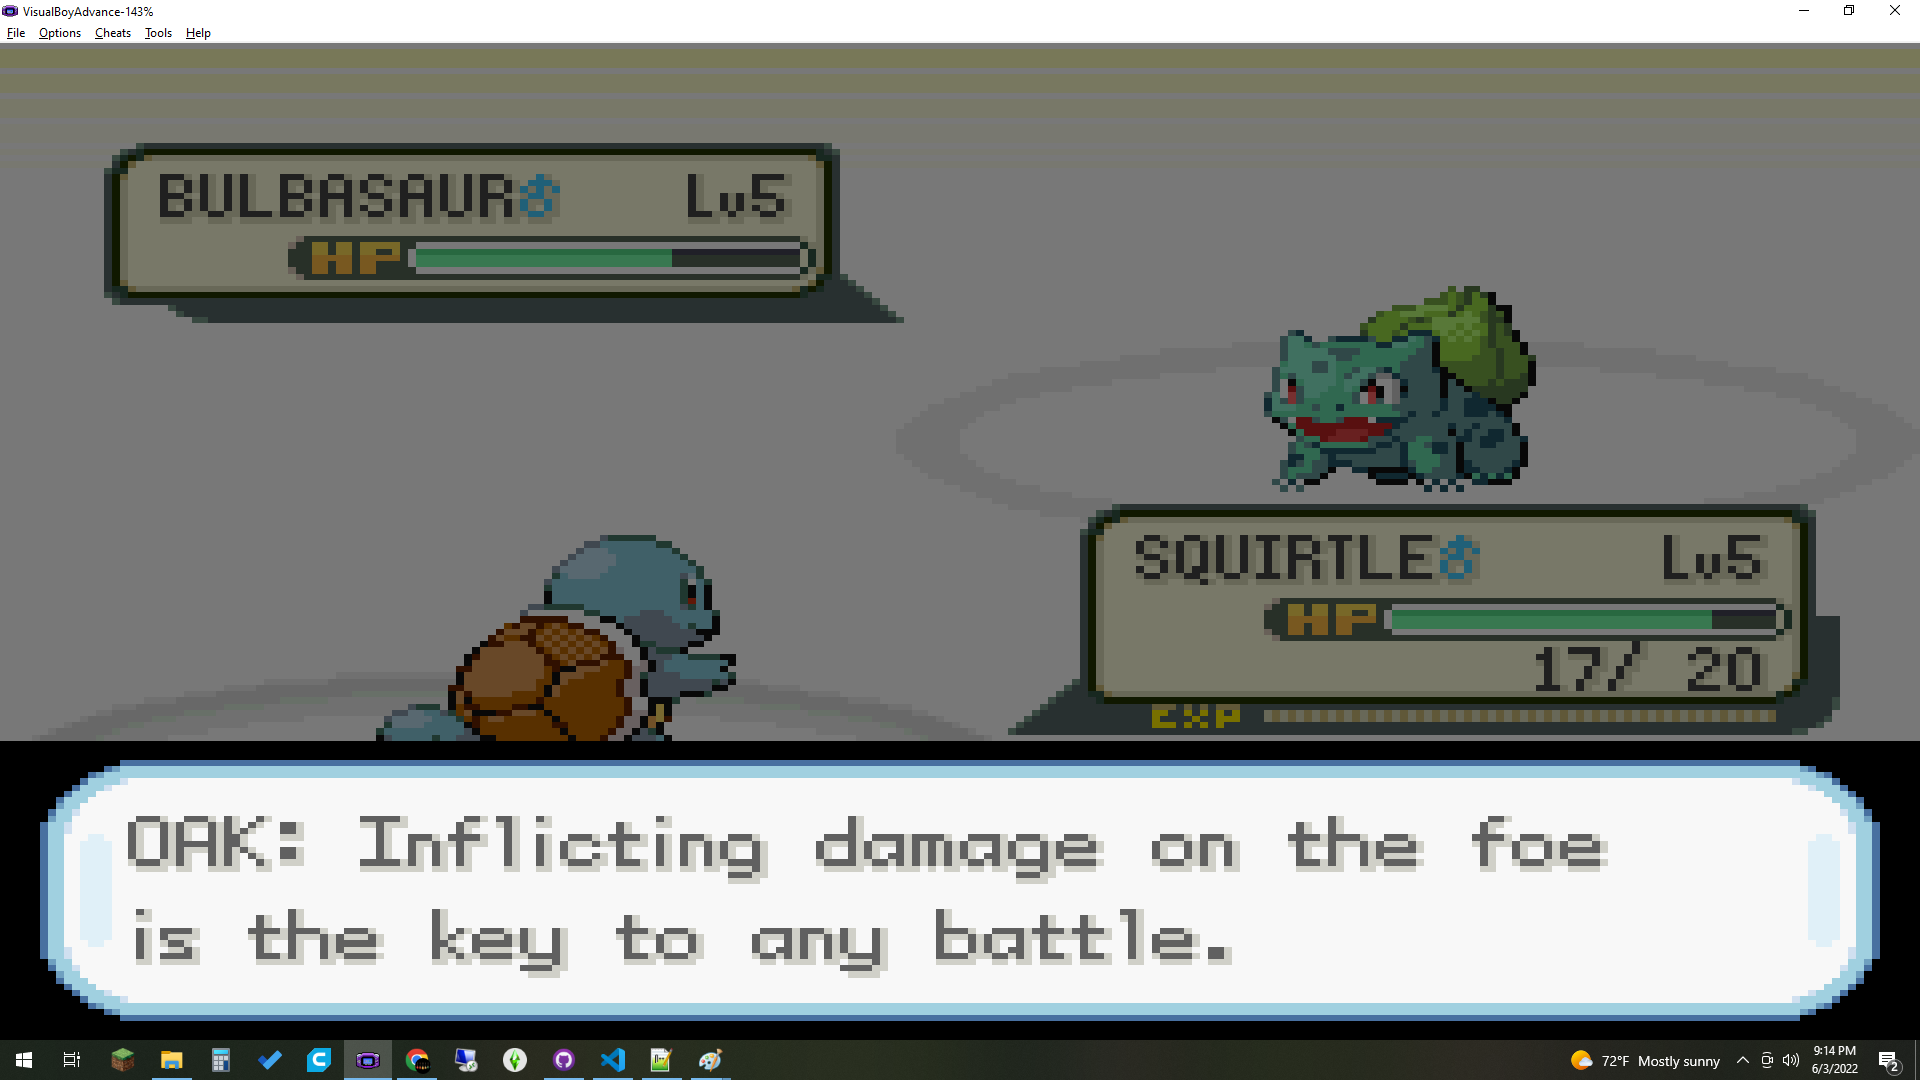 VisualBoyAdvance-143%
File Options Cheats Tools Help
BULBASAUR♂ Lv5
HP
SQUIRTLE♂ Lv5
HP
17/ 20
EXP
OAK: Inflicting damage on the foe
is the key to any battle.
72°F Mostly sunny
9:14 PM
6/3/2022
2